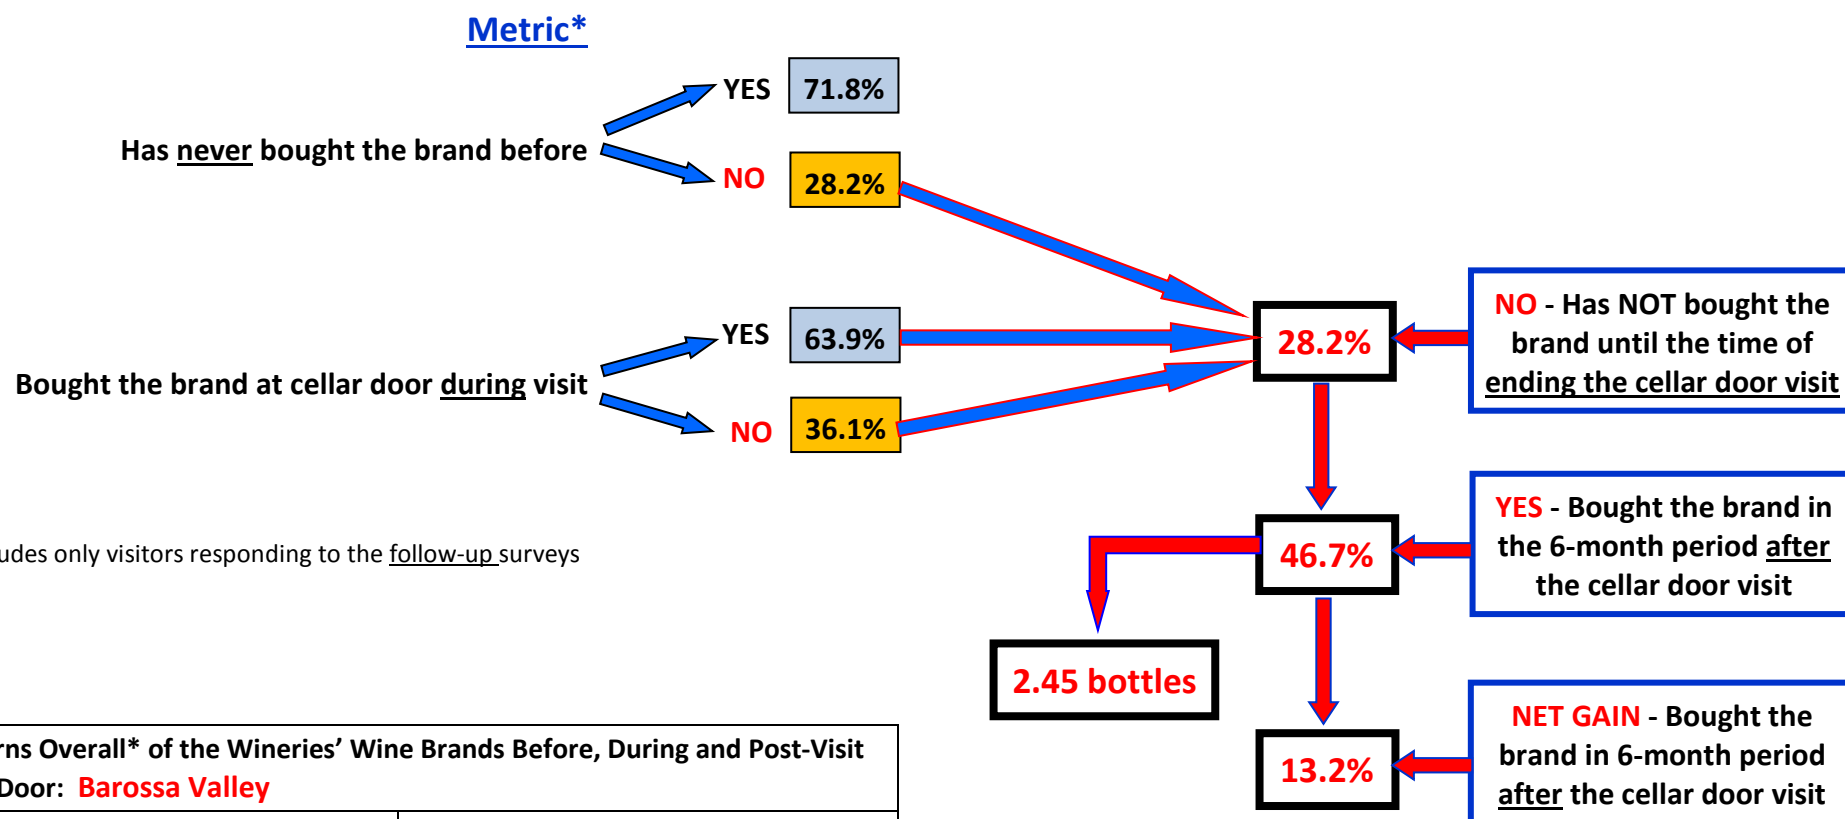 Metric*
YES 71.8%
Has never bought the brand before
NO 28.2%
YES 63.9%
Bought the brand at cellar door during visit
NO 36.1%
28.2%
NO - Has NOT bought the
brand until the time of
ending the cellar door visit
46.7%
YES - Bought the brand in
the 6-month period after
the cellar door visit
2.45 bottles
13.2%
NET GAIN - Bought the
brand in 6-month period
after the cellar door visit
udes only visitors responding to the follow-up surveys
rns Overall* of the Wineries’ Wine Brands Before, During and Post-Visit
Door: Barossa Valley